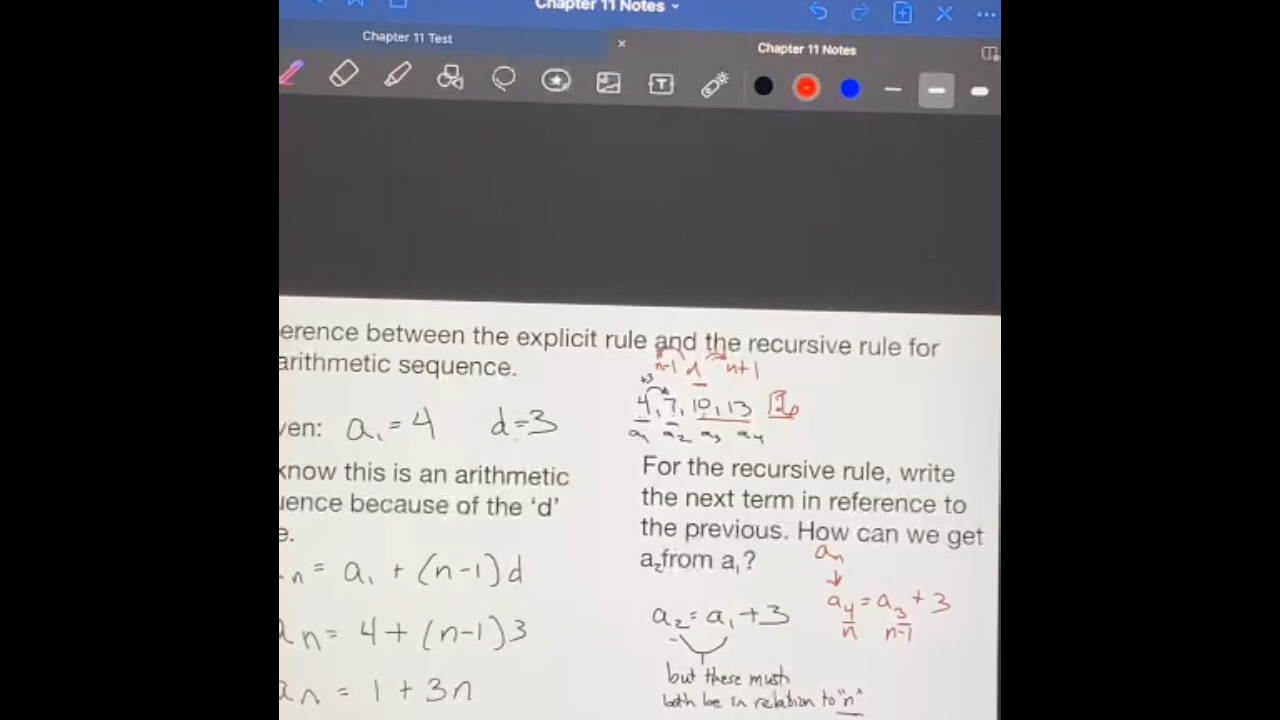 Chapter 11 Notes
Chapter 11 Test
Chapter 11 Notes
erence between the explicit rule and the recursive rule for
arithmetic sequence.
n-1 n+1
+3
4, 7, 10, 13
a₁ a₂ a₃ a₄
ven: a₁ = 4 d=3
know this is an arithmetic
uence because of the ‘d’
e.
n = a₁ + (n-1)d
an = 4 + (n-1)3
an = 1 + 3n
For the recursive rule, write
the next term in reference to
the previous. How can we get
a₂ from a₁?
an
↓
a₄ = a₃ + 3
n n-1
a₂ = a₁ + 3
but these must
both be in relation to "n"